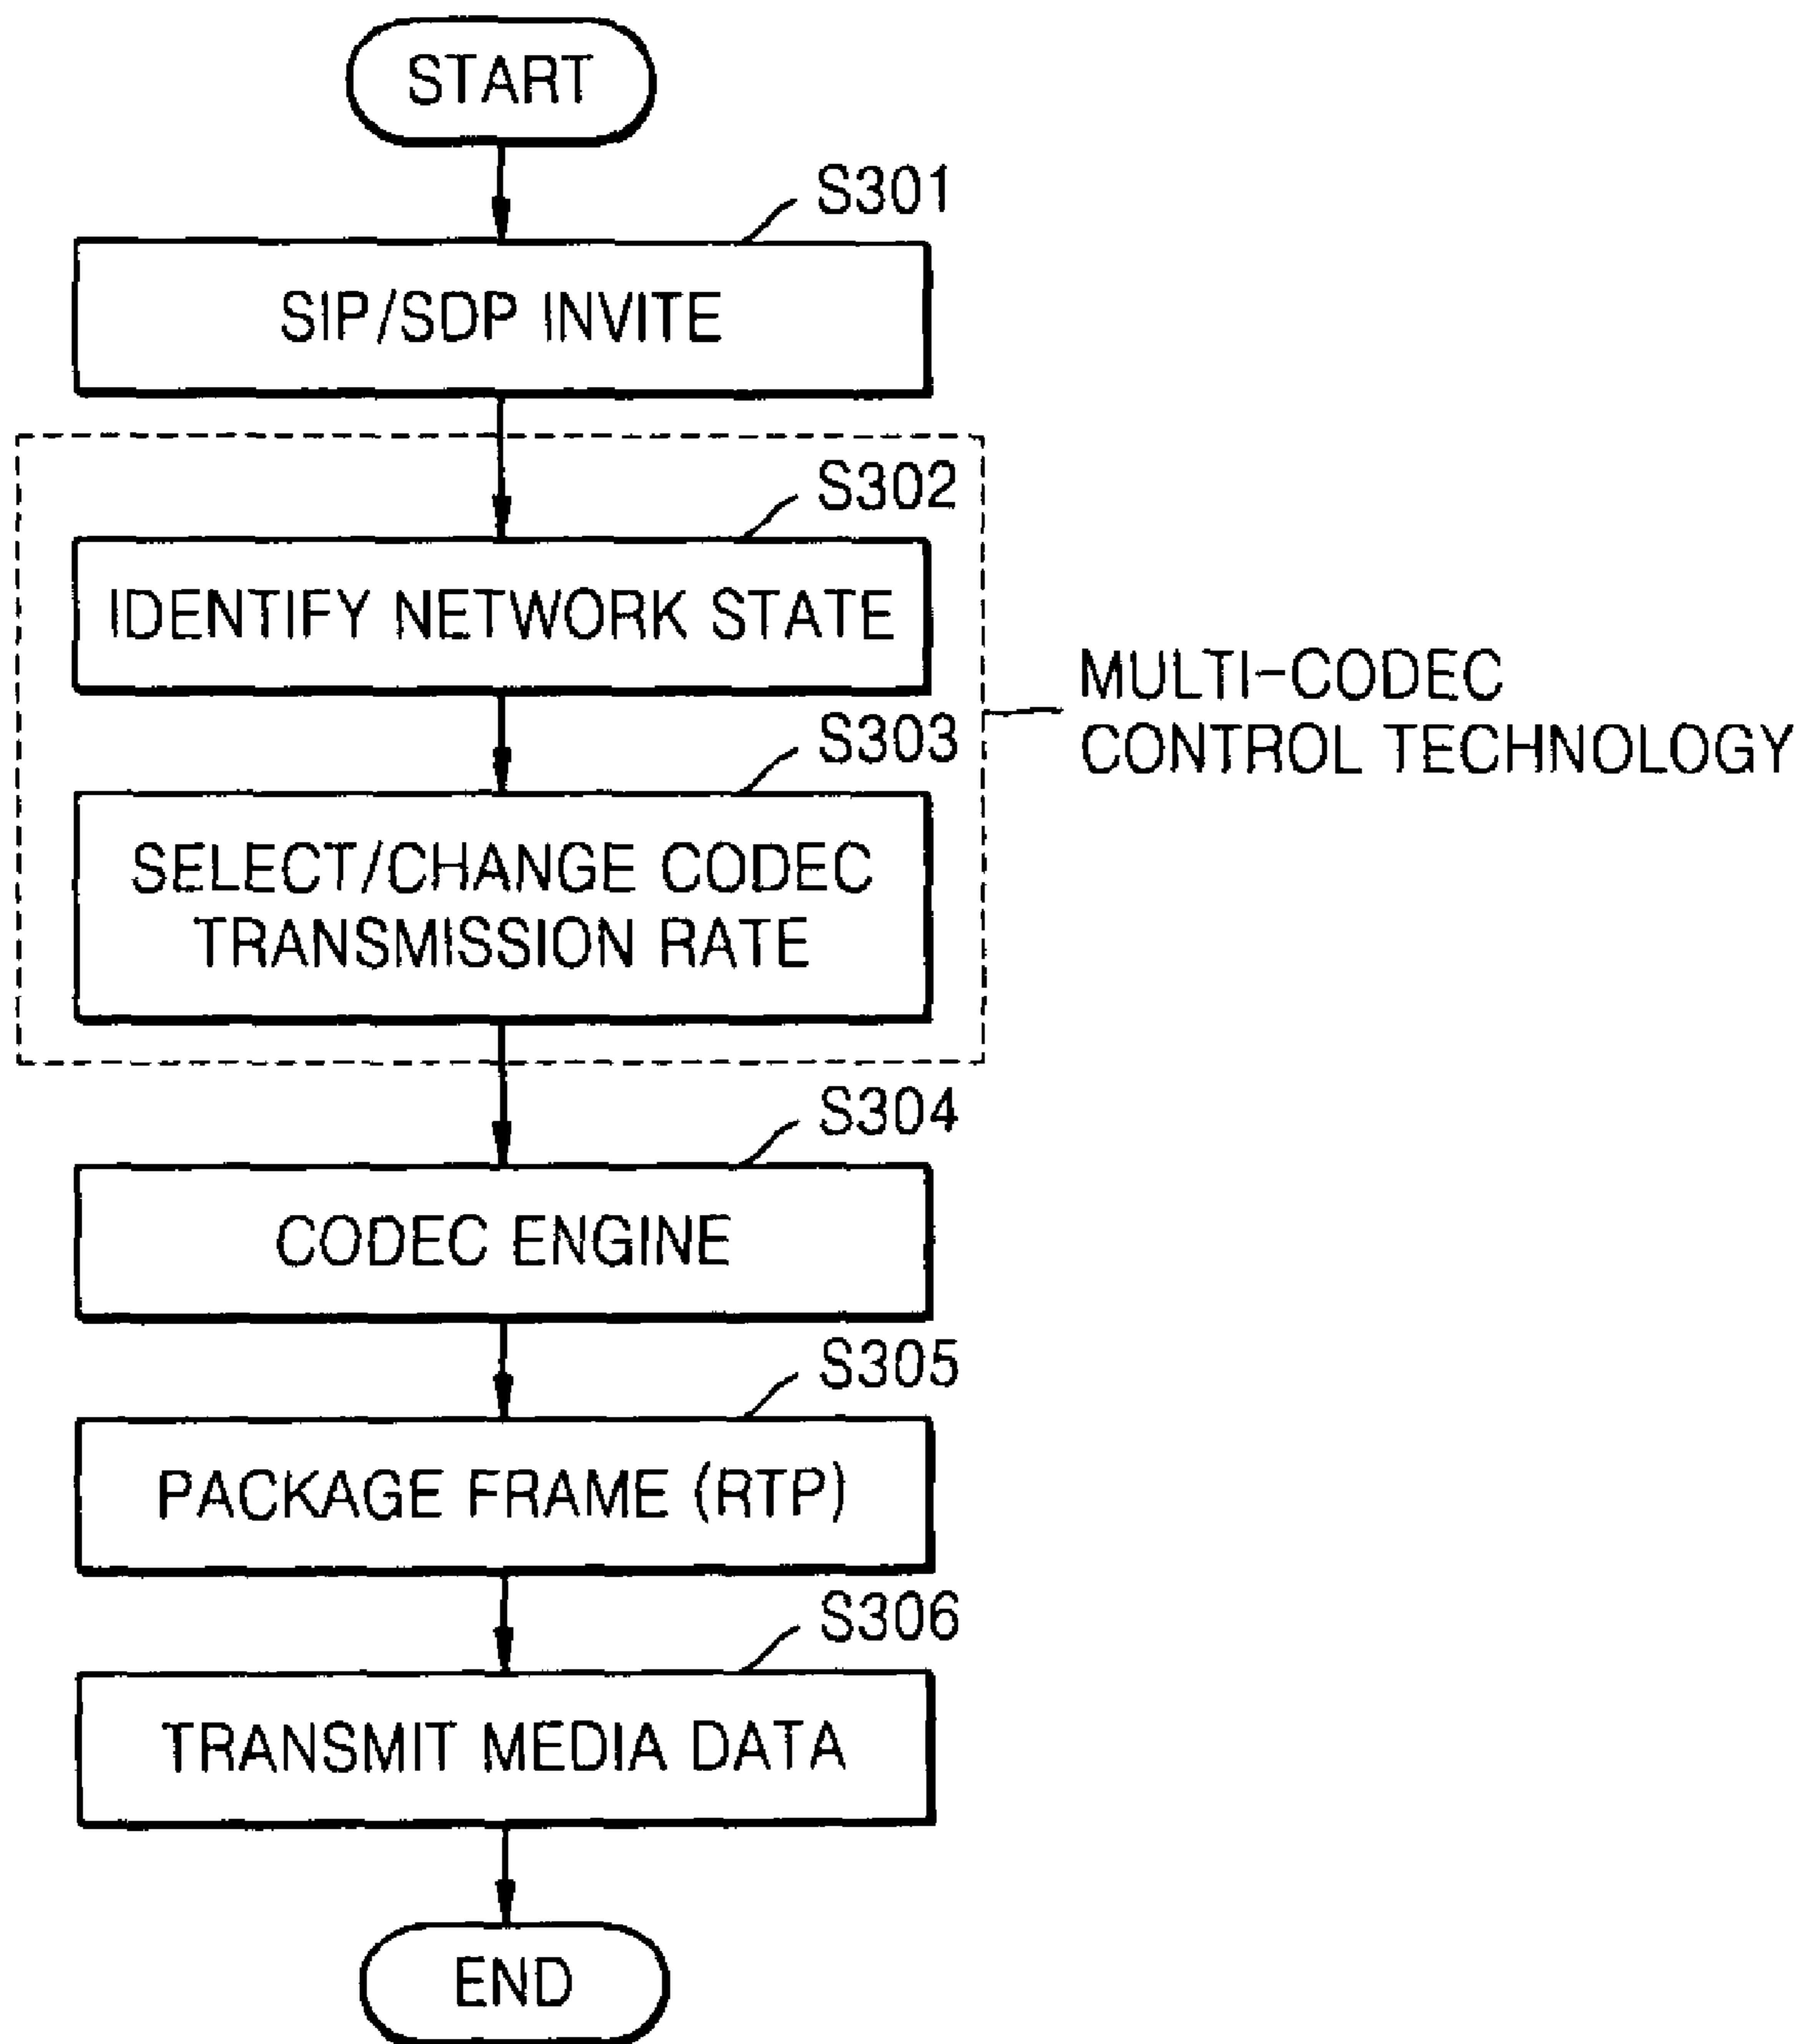 START
S301
SIP/SDP INVITE
S302
IDENTIFY NETWORK STATE
S303
SELECT/CHANGE CODEC
TRANSMISSION RATE
MULTI-CODEC
CONTROL TECHNOLOGY
S304
CODEC ENGINE
S305
PACKAGE FRAME (RTP)
S306
TRANSMIT MEDIA DATA
END